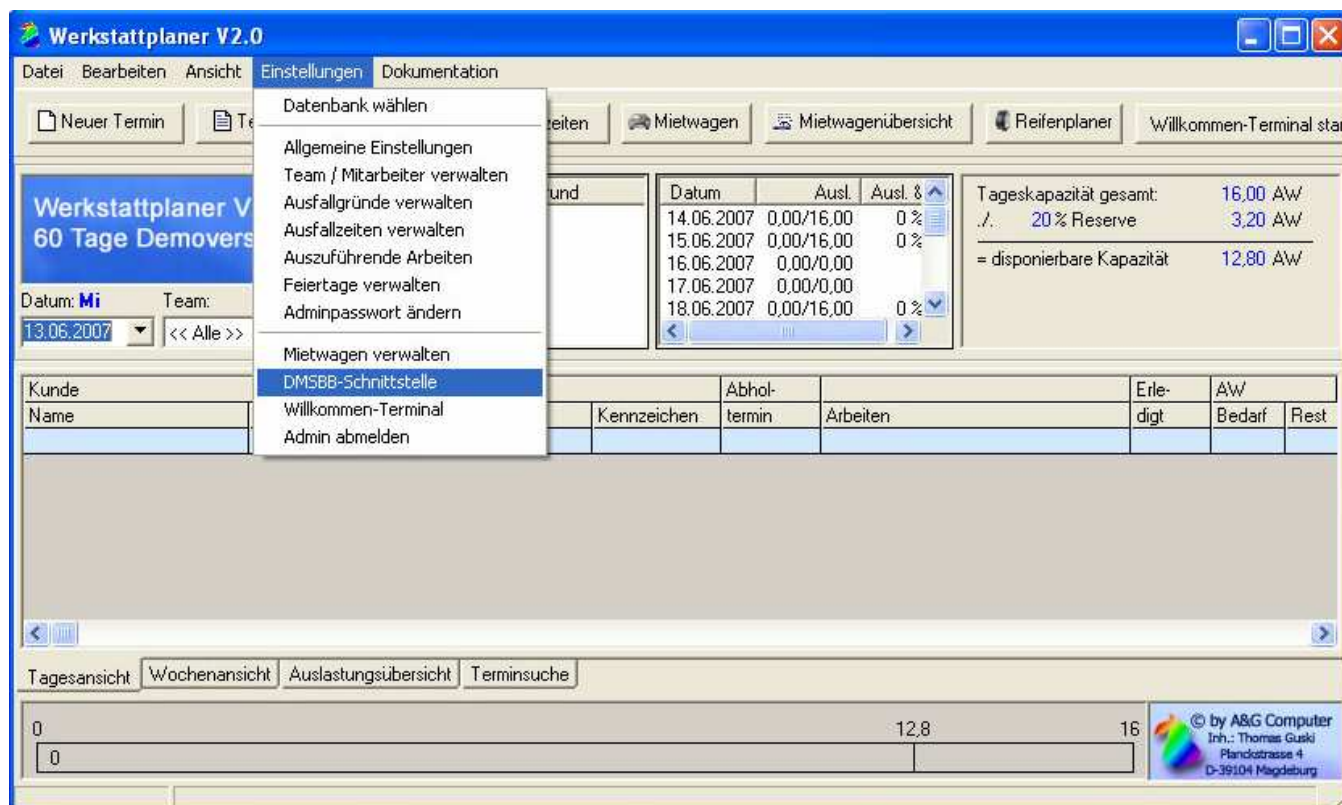 Werkstattplaner V2.0
Datei Bearbeiten Ansicht Einstellungen Dokumentation
Neuer Termin
zeiten Mietwagen Mietwagenübersicht Reifenplaner Willkommen-Terminal star
Datenbank wählen
Allgemeine Einstellungen
Team / Mitarbeiter verwalten
Ausfallgründe verwalten
Ausfallzeiten verwalten
Auszuführende Arbeiten
Feiertage verwalten
Adminpasswort ändern
Mietwagen verwalten
DMSBB-Schnittstelle
Willkommen-Terminal
Admin abmelden
Werkstattplaner V
60 Tage Demovers
Datum: Mi Team:
13.06.2007 << Alle >>
rund
Datum Ausl. Ausl. %
14.06.2007 0,00/16,00 0 %
15.06.2007 0,00/16,00 0 %
16.06.2007 0,00/0,00
17.06.2007 0,00/0,00
18.06.2007 0,00/16,00 0 %
Tageskapazität gesamt: 16,00 AW
./. 20 % Reserve 3,20 AW
= disponierbare Kapazität 12,80 AW
Kunde Abhol- Erle- AW
Name Kennzeichen termin Arbeiten digt Bedarf Rest
Tagesansicht Wochenansicht Auslastungsübersicht Terminsuche
0 12,8 16
0
© by A&G Computer
Inh.: Thomas Guski
Planckstrasse 4
D-39104 Magdeburg